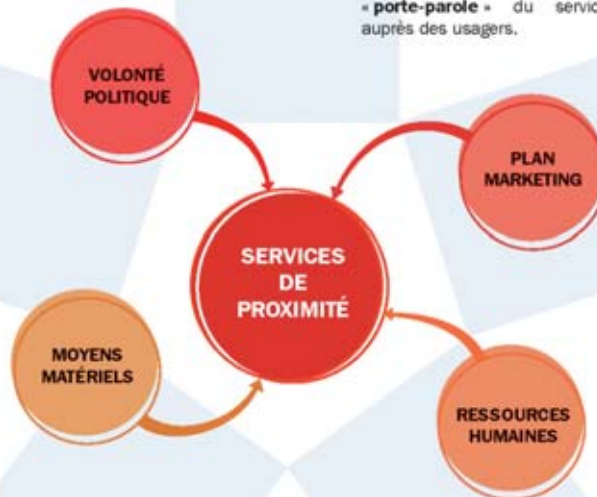 « porte-parole » du servic
auprès des usagers.
VOLONTÉ
POLITIQUE
PLAN
MARKETING
SERVICES
DE
PROXIMITÉ
MOYENS
MATÉRIELS
RESSOURCES
HUMAINES